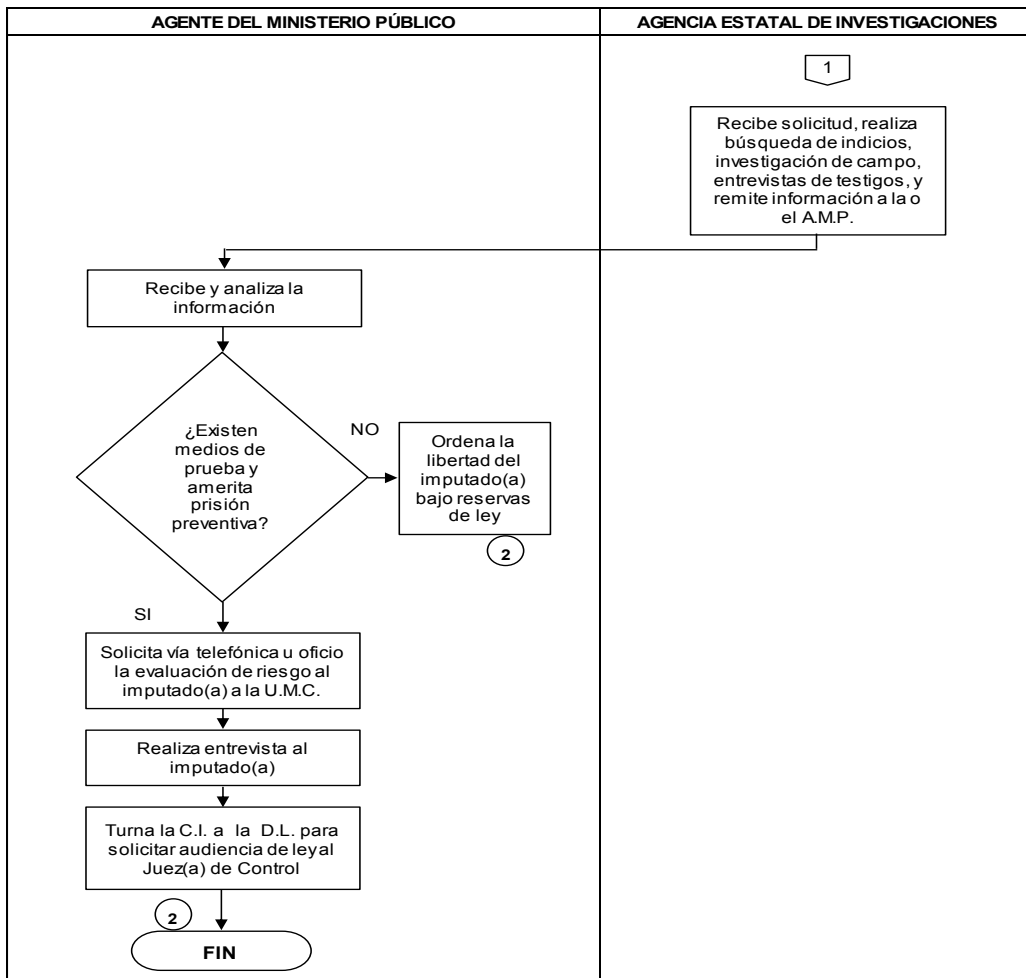 AGENTE DEL MINISTERIO PÚBLICO
AGENCIA ESTATAL DE INVESTIGACIONES
1
Recibe solicitud, realiza
búsqueda de indicios,
investigación de campo,
entrevistas de testigos, y
remite información a la o
el A.M.P.
Recibe y analiza la
información
¿Existen
medios de
prueba y
amerita
prisión
preventiva?
NO
Ordena la
libertad del
imputado(a)
bajo reservas
de ley
2
SI
Solicita vía telefónica u oficio
la evaluación de riesgo al
imputado(a) a la U.M.C.
Realiza entrevista al
imputado(a)
Turna la C.I. a la D.L. para
solicitar audiencia de ley al
Juez(a) de Control
2
FIN